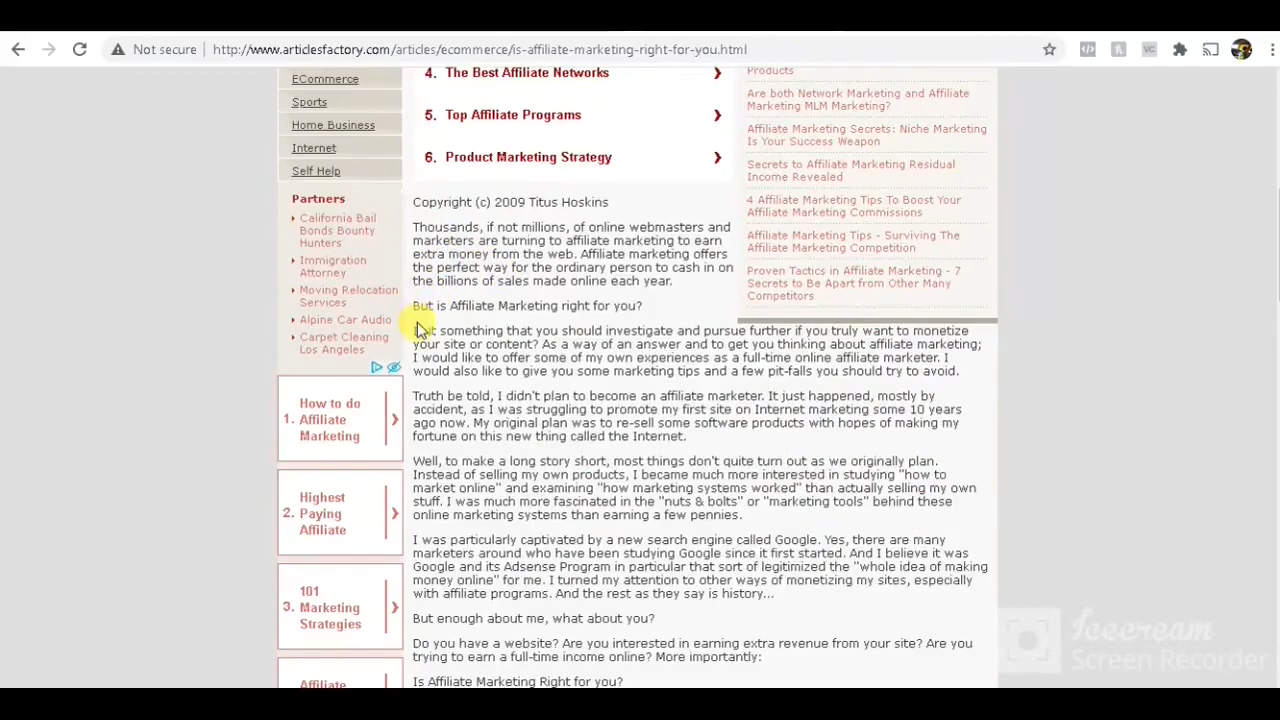 Not secure
http://www.articlesfactory.com/articles/ecommerce/is-affiliate-marketing-right-for-you.html
ECommerce
Sports
Home Business
Internet
Self Help
Partners
California Bail
Bonds Bounty
Hunters
Immigration
Attorney
Moving Relocation
Services
Alpine Car Audio
Carpet Cleaning
Los Angeles
1. How to do
Affiliate
Marketing
2. Highest
Paying
Affiliate
3. 101
Marketing
Strategies
Affiliate
4. The Best Affiliate Networks
5. Top Affiliate Programs
6. Product Marketing Strategy
Copyright (c) 2009 Titus Hoskins
Thousands, if not millions, of online webmasters and
marketers are turning to affiliate marketing to earn
extra money from the web. Affiliate marketing offers
the perfect way for the ordinary person to cash in on
the billions of sales made online each year.
But is Affiliate Marketing right for you?
something that you should investigate and pursue further if you truly want to monetize
your site or content? As a way of an answer and to get you thinking about affiliate marketing;
I would like to offer some of my own experiences as a full-time online affiliate marketer. I
would also like to give you some marketing tips and a few pit-falls you should try to avoid.
Truth be told, I didn't plan to become an affiliate marketer. It just happened, mostly by
accident, as I was struggling to promote my first site on Internet marketing some 10 years
ago now. My original plan was to re-sell some software products with hopes of making my
fortune on this new thing called the Internet.
Well, to make a long story short, most things don't quite turn out as we originally plan.
Instead of selling my own products, I became much more interested in studying "how to
market online" and examining "how marketing systems worked" than actually selling my own
stuff. I was much more fascinated in the "nuts & bolts" or "marketing tools" behind these
online marketing systems than earning a few pennies.
I was particularly captivated by a new search engine called Google. Yes, there are many
marketers around who have been studying Google since it first started. And I believe it was
Google and its Adsense Program in particular that sort of legitimized the "whole idea of making
money online" for me. I turned my attention to other ways of monetizing my sites, especially
with affiliate programs. And the rest as they say is history...
But enough about me, what about you?
Do you have a website? Are you interested in earning extra revenue from your site? Are you
trying to earn a full-time income online? More importantly:
Is Affiliate Marketing Right for you?
Products
Are both Network Marketing and Affiliate
Marketing MLM Marketing?
Affiliate Marketing Secrets: Niche Marketing
Is Your Success Weapon
Secrets to Affiliate Marketing Residual
Income Revealed
4 Affiliate Marketing Tips To Boost Your
Affiliate Marketing Commissions
Affiliate Marketing Tips - Surviving The
Affiliate Marketing Competition
Proven Tactics in Affiliate Marketing - 7
Secrets to Be Apart from Other Many
Competitors
Icecream
Screen Recorder